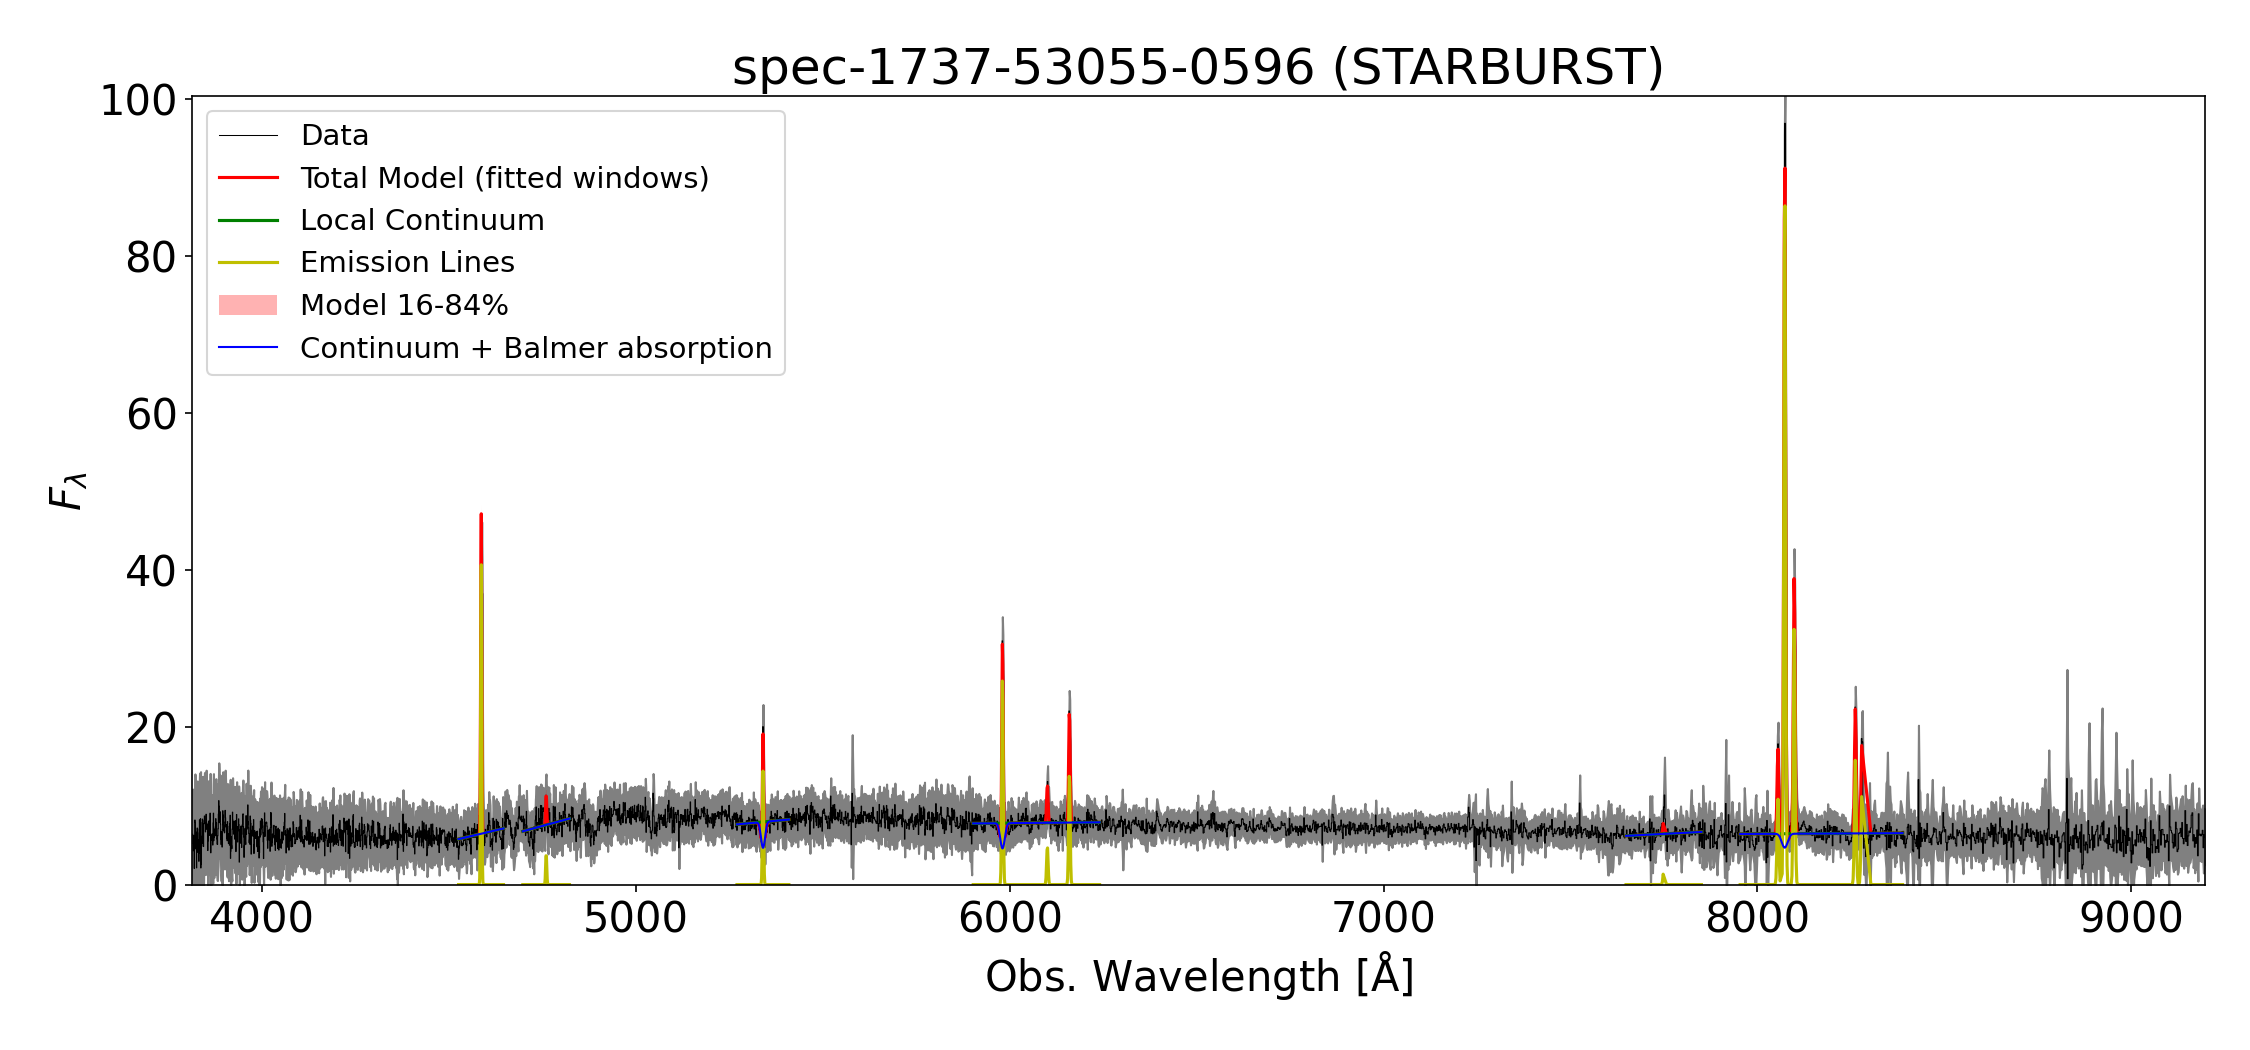 spec-1737-53055-0596 (STARBURST)
Data
Total Model (fitted windows)
Local Continuum
Emission Lines
Model 16-84%
Continuum + Balmer absorption
100
80
60
40
20
0
Fλ
4000 5000 6000 7000 8000 9000
Obs. Wavelength [Å]